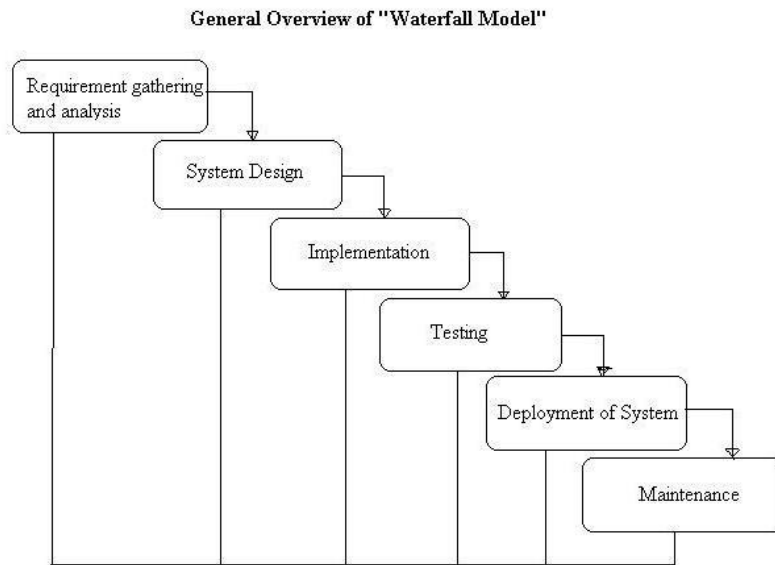 General Overview of "Waterfall Model"
Requirement gathering
and analysis
System Design
Implementation
Testing
Deployment of System
Maintenance